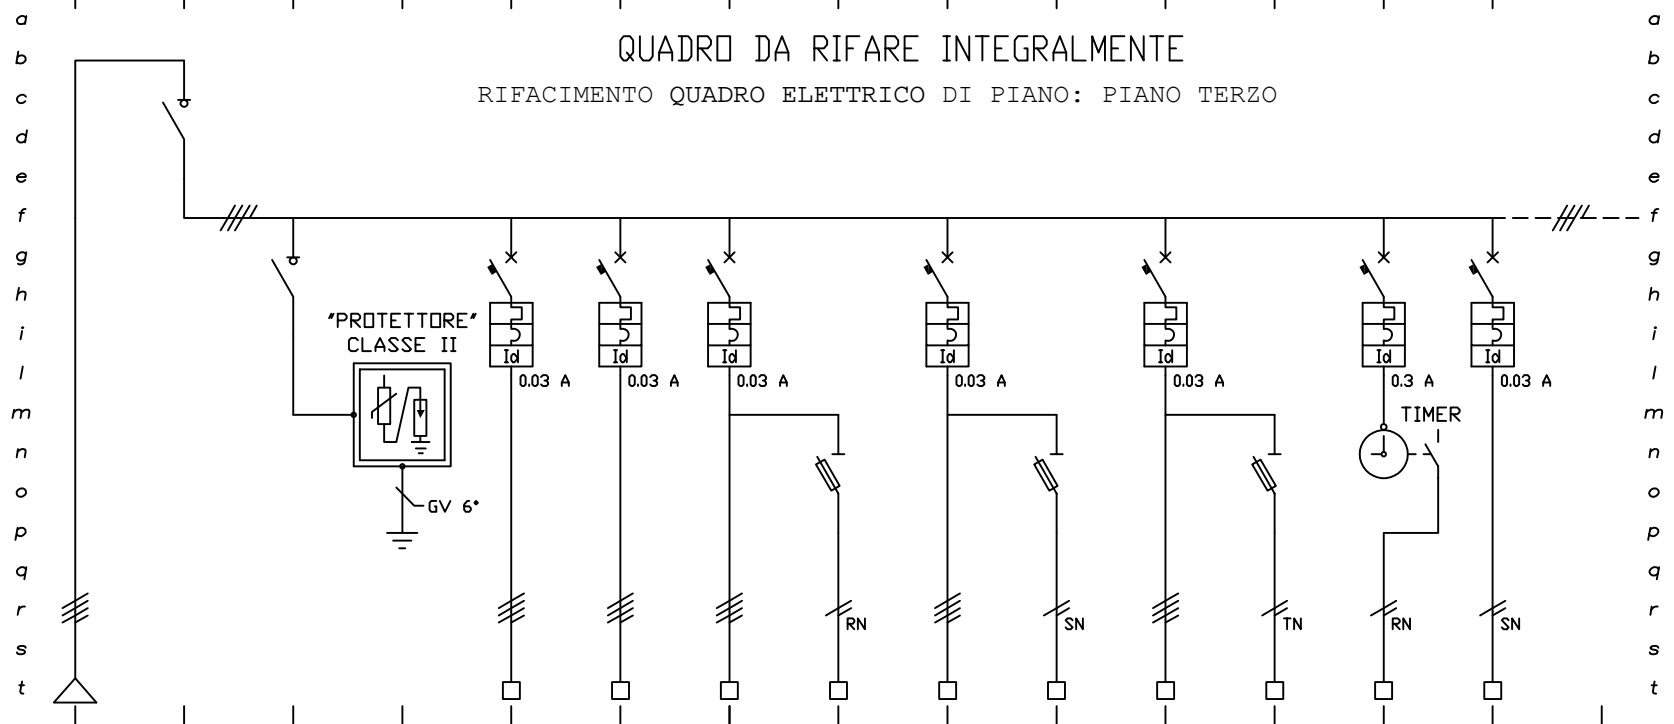 a a
QUADRO DA RIFARE INTEGRALMENTE
b b
RIFACIMENTO QUADRO ELETTRICO DI PIANO: PIANO TERZO
c c
d d
e e
f f
g g
h h
"PROTETTORE"
i i
CLASSE II
Id Id Id Id Id Id Id
l l
0.03 A 0.03 A 0.03 A 0.03 A 0.03 A 0.3 A 0.03 A
m TIMER m
n n
o o
GV 6°
p p
q q
r r
RN SN TN RN SN
s s
t t